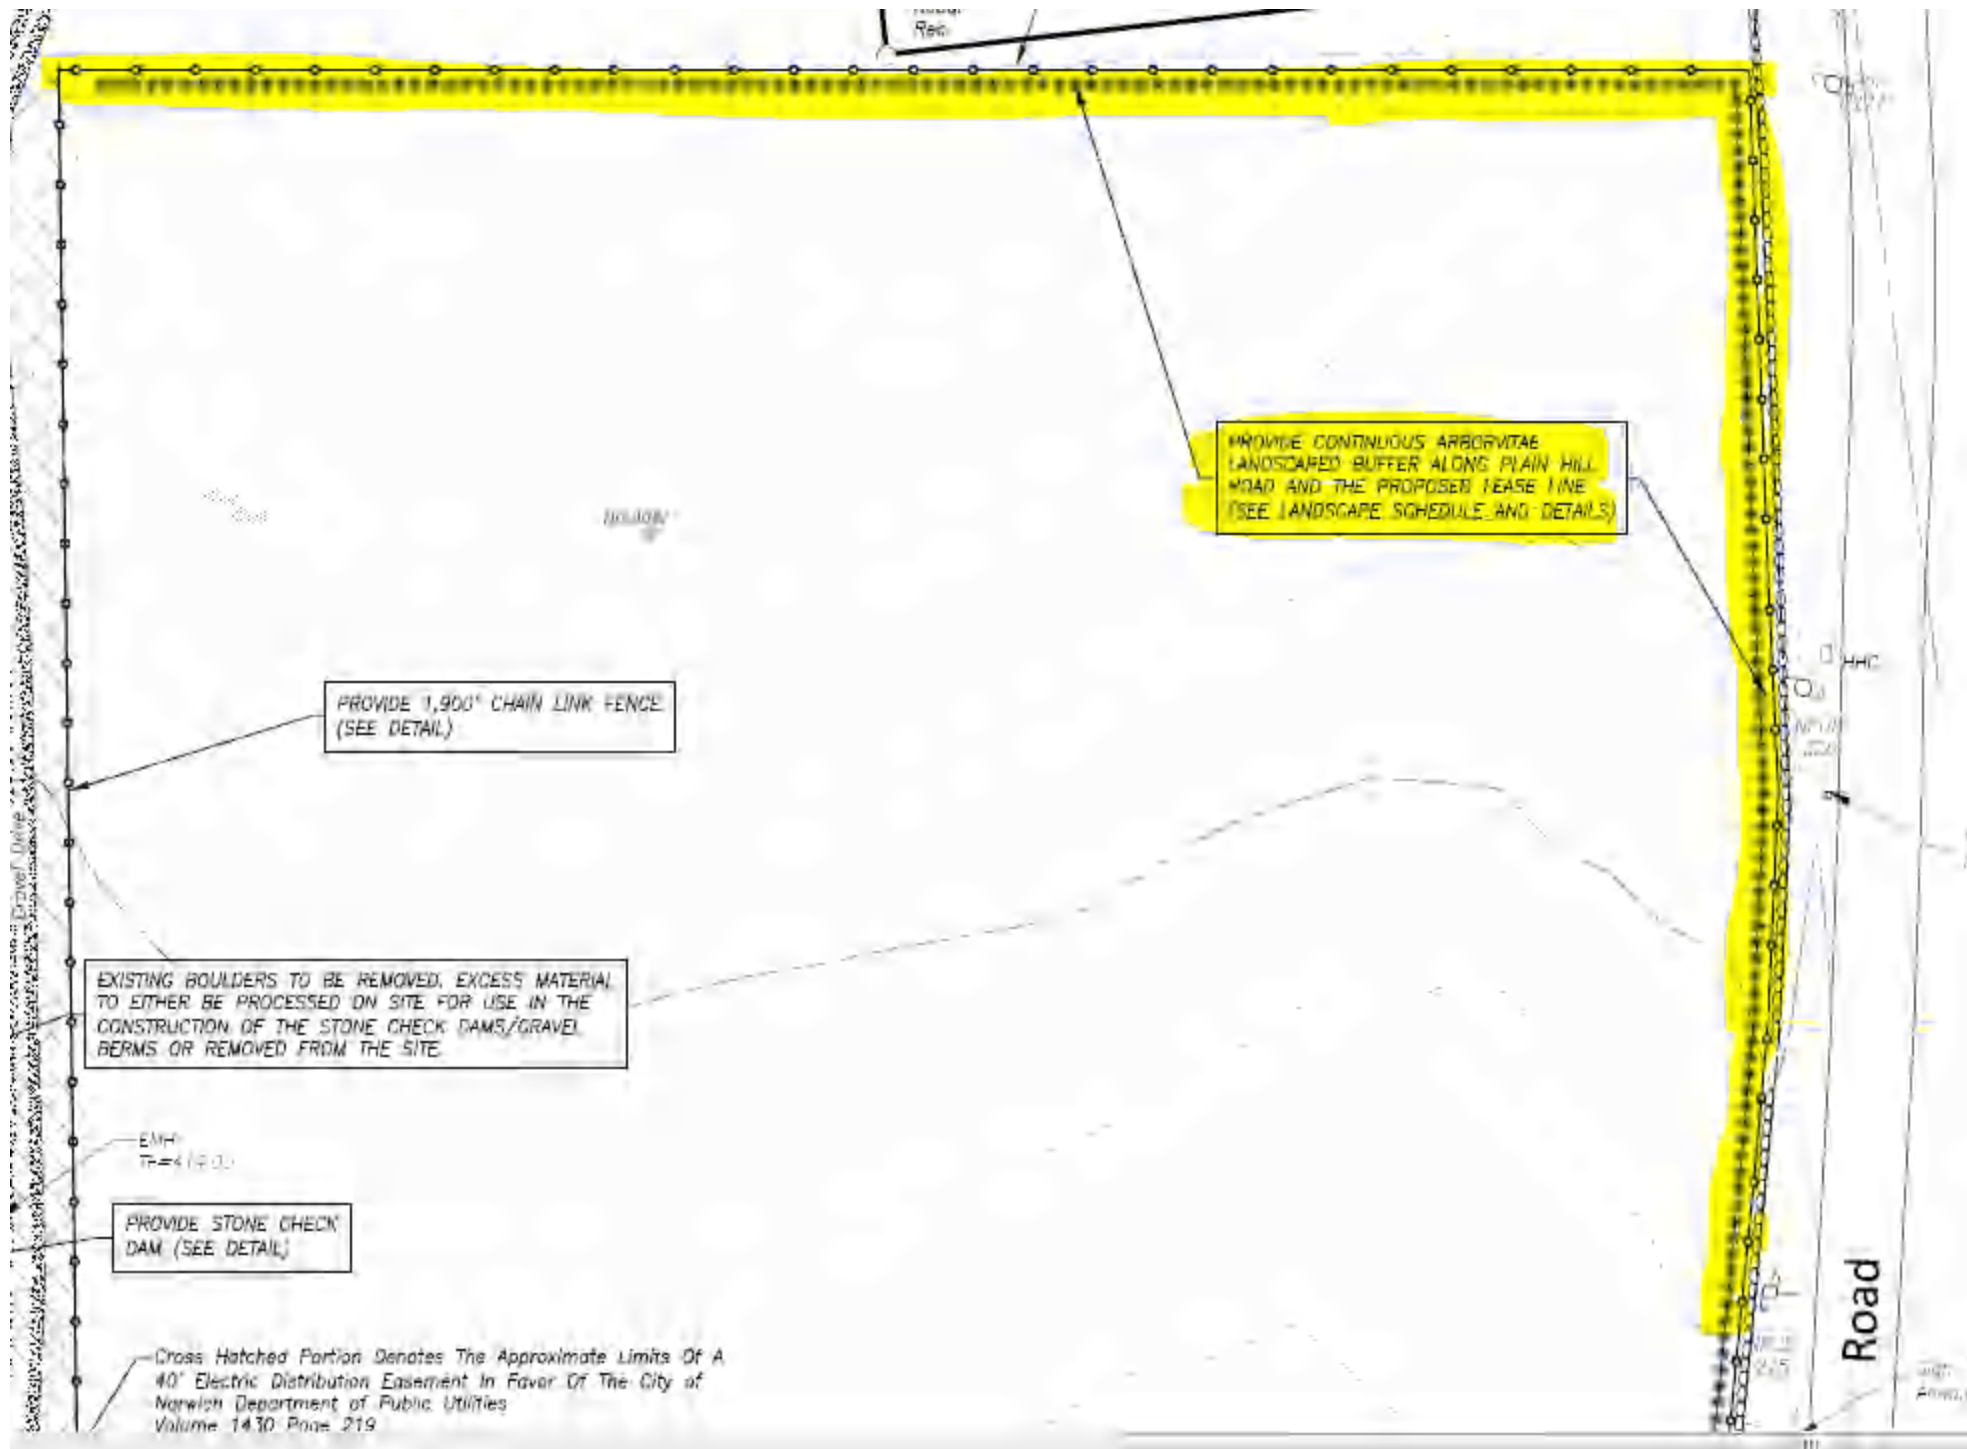 Rec.
PROVIDE CONTINUOUS ARBORVITAE
LANDSCAPED BUFFER ALONG PLAIN HILL
ROAD AND THE PROPOSED LEASE LINE
(SEE LANDSCAPE SCHEDULE AND DETAILS)
HHC
PROVIDE 1,900' CHAIN LINK FENCE
(SEE DETAIL)
Gravel Drive
EXISTING BOULDERS TO BE REMOVED. EXCESS MATERIAL
TO EITHER BE PROCESSED ON SITE FOR USE IN THE
CONSTRUCTION OF THE STONE CHECK DAMS/GRAVEL
BERMS OR REMOVED FROM THE SITE.
EMH
PROVIDE STONE CHECK
DAM (SEE DETAIL)
Road
Cross Hatched Portion Denotes The Approximate Limits Of A
40' Electric Distribution Easement In Favor Of The City of
Norwich Department of Public Utilities
Volume 1430 Page 219